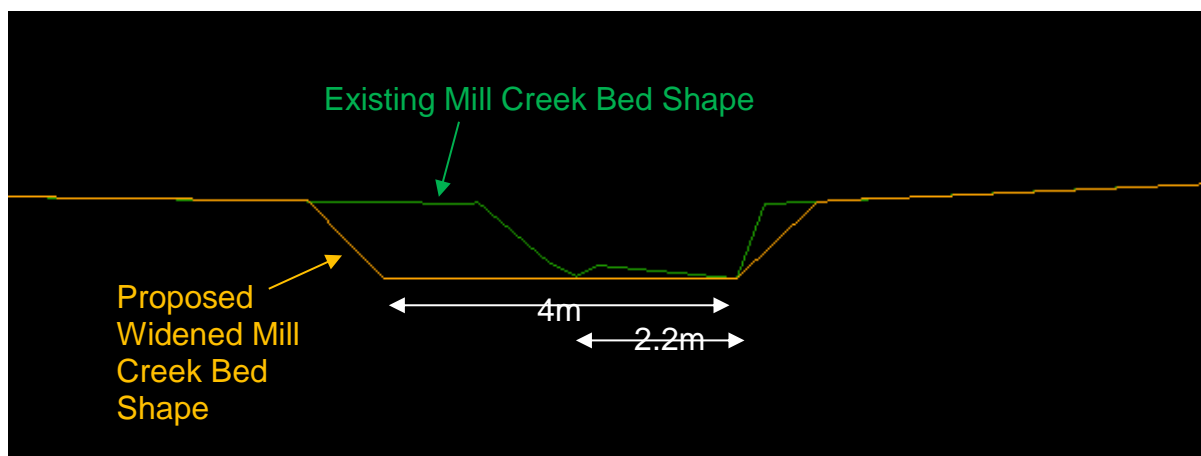 Existing Mill Creek Bed Shape
Proposed
Widened Mill
Creek Bed
Shape
4m
2.2m